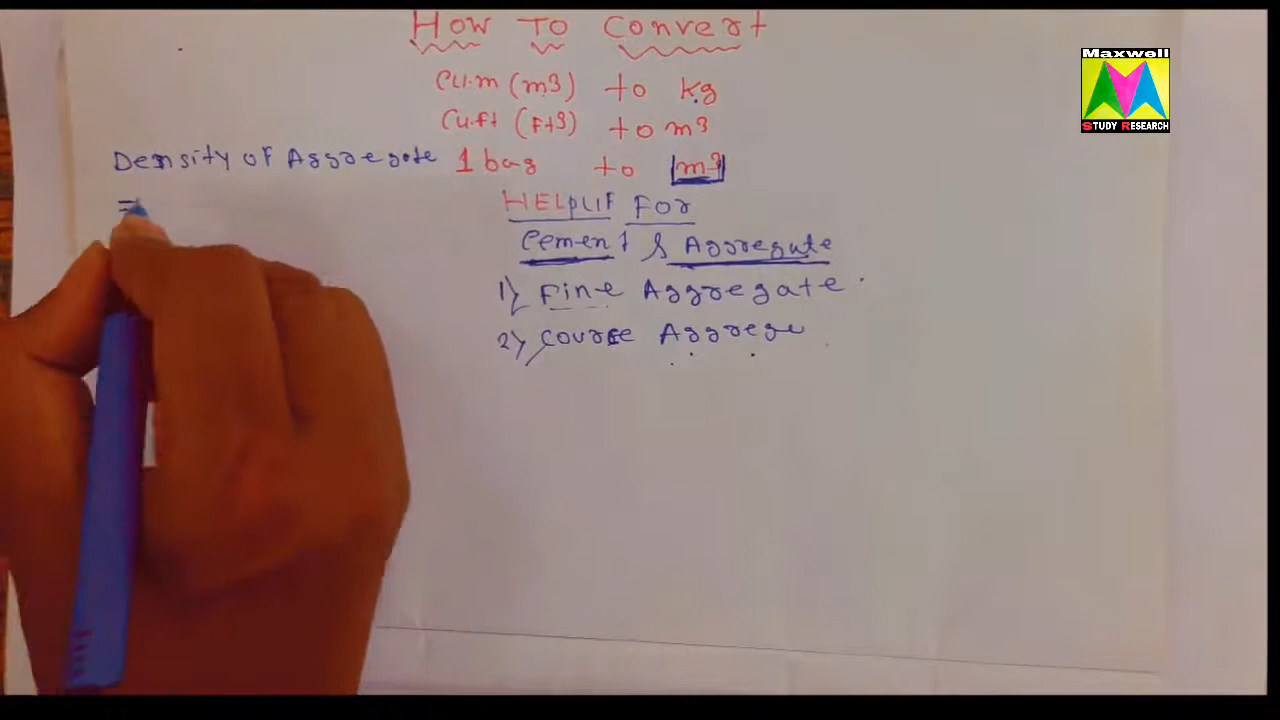 How To Convert
Cu.m (m3) to kg
Cu.ft (ft3) to m3
1 bag to m3
Density of Aggregate
=
HELpLIF For
Cement & Aggregate
1) Fine Aggregate
2) Course Aggrege
Maxwell
STUDY RESEARCH